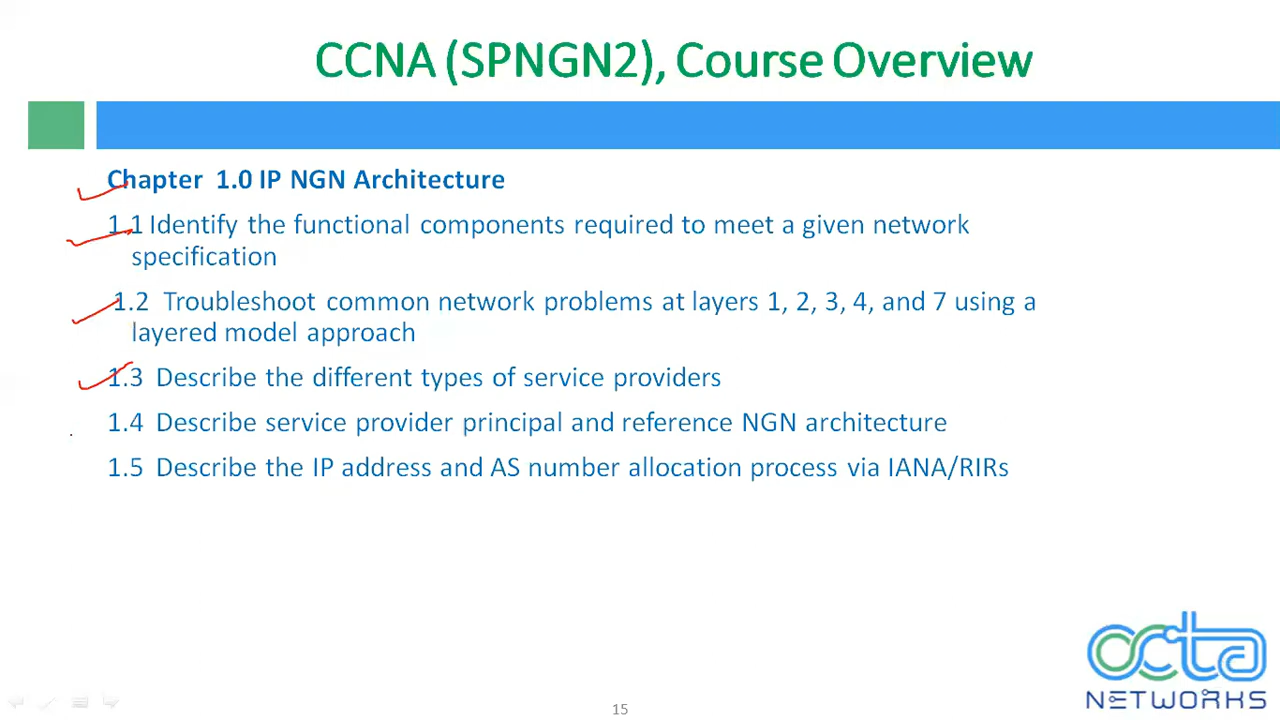 CCNA (SPNGN2), Course Overview
Chapter 1.0 IP NGN Architecture
1.1 Identify the functional components required to meet a given network
specification
1.2 Troubleshoot common network problems at layers 1, 2, 3, 4, and 7 using a
layered model approach
1.3 Describe the different types of service providers
1.4 Describe service provider principal and reference NGN architecture
1.5 Describe the IP address and AS number allocation process via IANA/RIRs
octa
NETWORKS
15